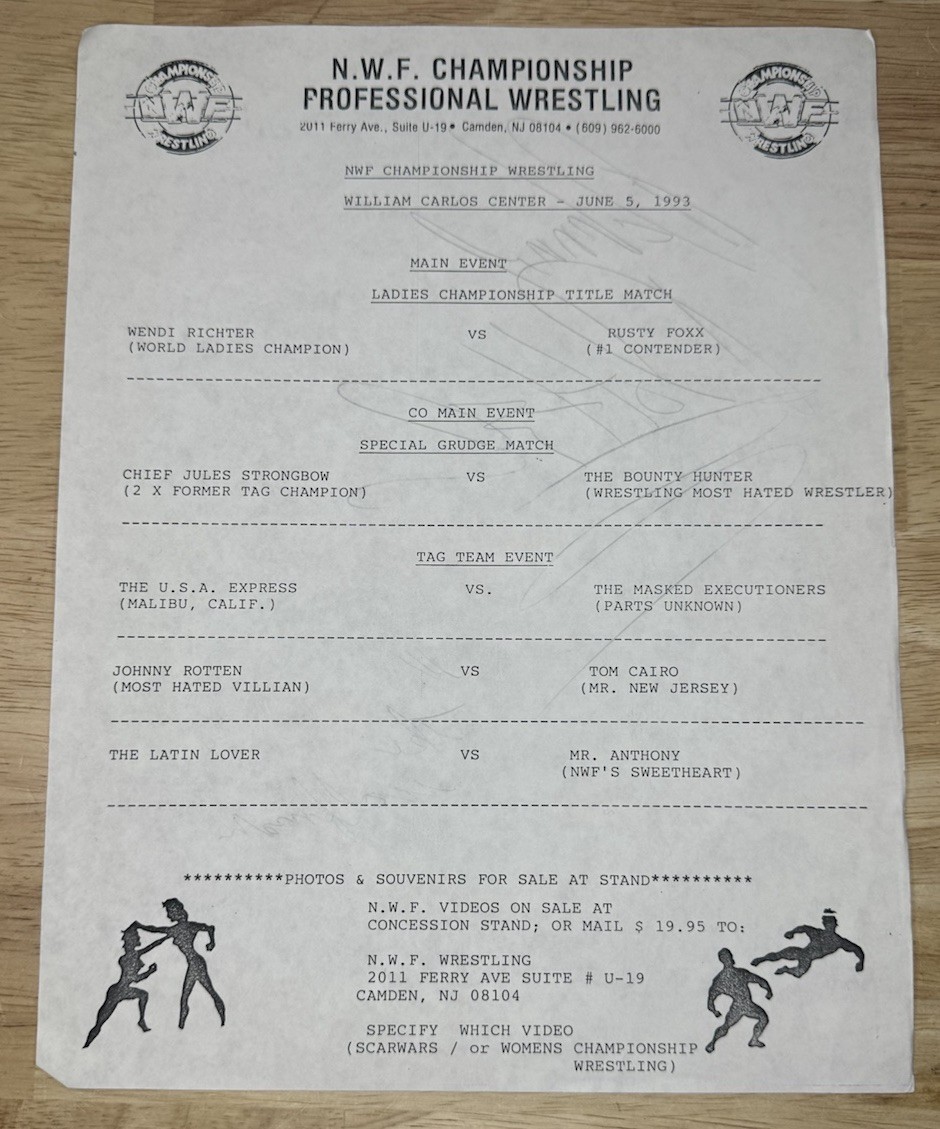 CHAMPIONSHIP
NWF
WRESTLING
N.W.F. CHAMPIONSHIP
PROFESSIONAL WRESTLING
CHAMPIONSHIP
NWF
WRESTLING
2011 Ferry Ave., Suite U-19 • Camden, NJ 08104 • (609) 962-6000
NWF CHAMPIONSHIP WRESTLING
WILLIAM CARLOS CENTER - JUNE 5, 1993
MAIN EVENT
LADIES CHAMPIONSHIP TITLE MATCH
WENDI RICHTER VS RUSTY FOXX
(WORLD LADIES CHAMPION) (#1 CONTENDER)
CO MAIN EVENT
SPECIAL GRUDGE MATCH
CHIEF JULES STRONGBOW VS THE BOUNTY HUNTER
(2 X FORMER TAG CHAMPION) (WRESTLING MOST HATED WRESTLER)
TAG TEAM EVENT
THE U.S.A. EXPRESS VS. THE MASKED EXECUTIONERS
(MALIBU, CALIF.) (PARTS UNKNOWN)
JOHNNY ROTTEN VS TOM CAIRO
(MOST HATED VILLIAN) (MR. NEW JERSEY)
THE LATIN LOVER VS MR. ANTHONY
(NWF'S SWEETHEART)
**********PHOTOS & SOUVENIRS FOR SALE AT STAND**********
N.W.F. VIDEOS ON SALE AT
CONCESSION STAND; OR MAIL $ 19.95 TO:
N.W.F. WRESTLING
2011 FERRY AVE SUITE # U-19
CAMDEN, NJ 08104
SPECIFY WHICH VIDEO
(SCARWARS / or WOMENS CHAMPIONSHIP
WRESTLING)